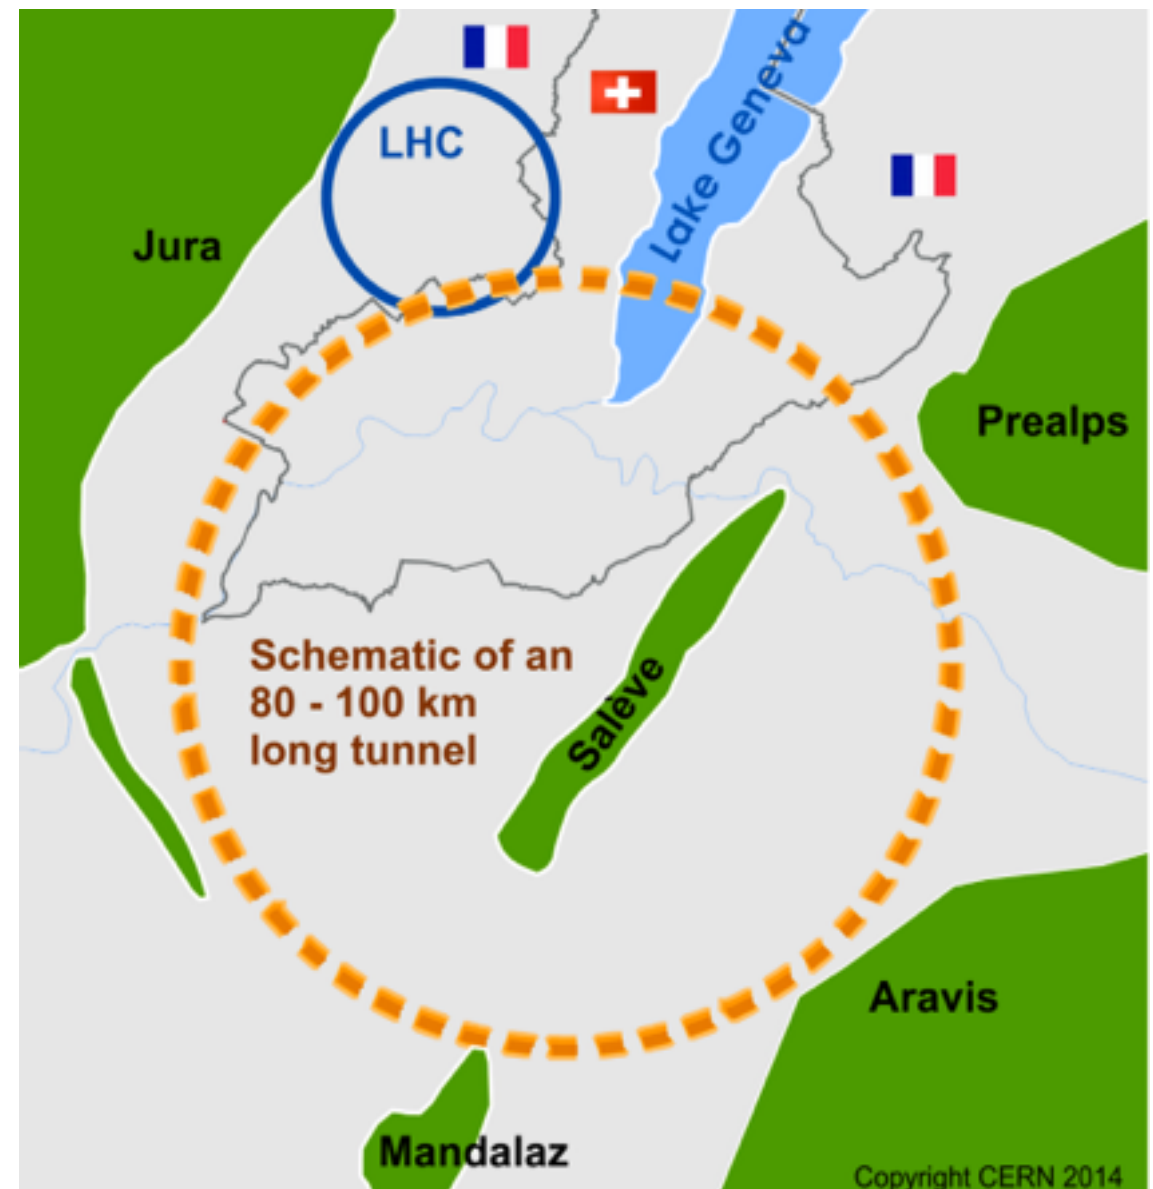 LHC
Lake Geneva
Jura
Prealps
Schematic of an
80 - 100 km
long tunnel
Salève
Aravis
Mandalaz
Copyright CERN 2014